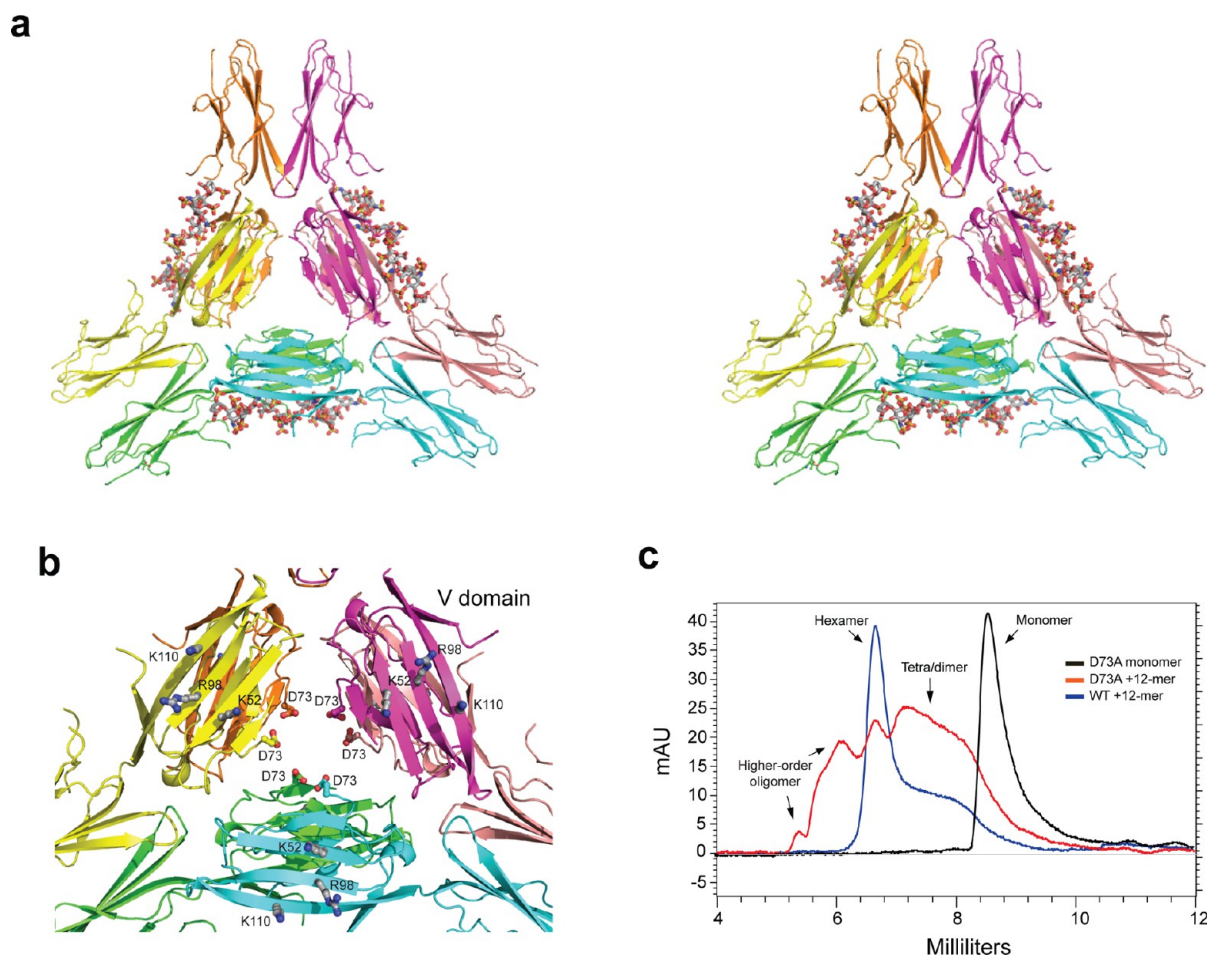 a
b
V domain
R98
K110
K52
R98
K52
K110
D73
D73
D73
D73
D73
D73
K52
R98
K110
c
mAU
40
35
30
25
20
15
10
5
0
-5
Hexamer
Monomer
Tetra/dimer
Higher-order
oligomer
D73A monomer
D73A +12-mer
WT +12-mer
4
6
8
10
12
Milliliters